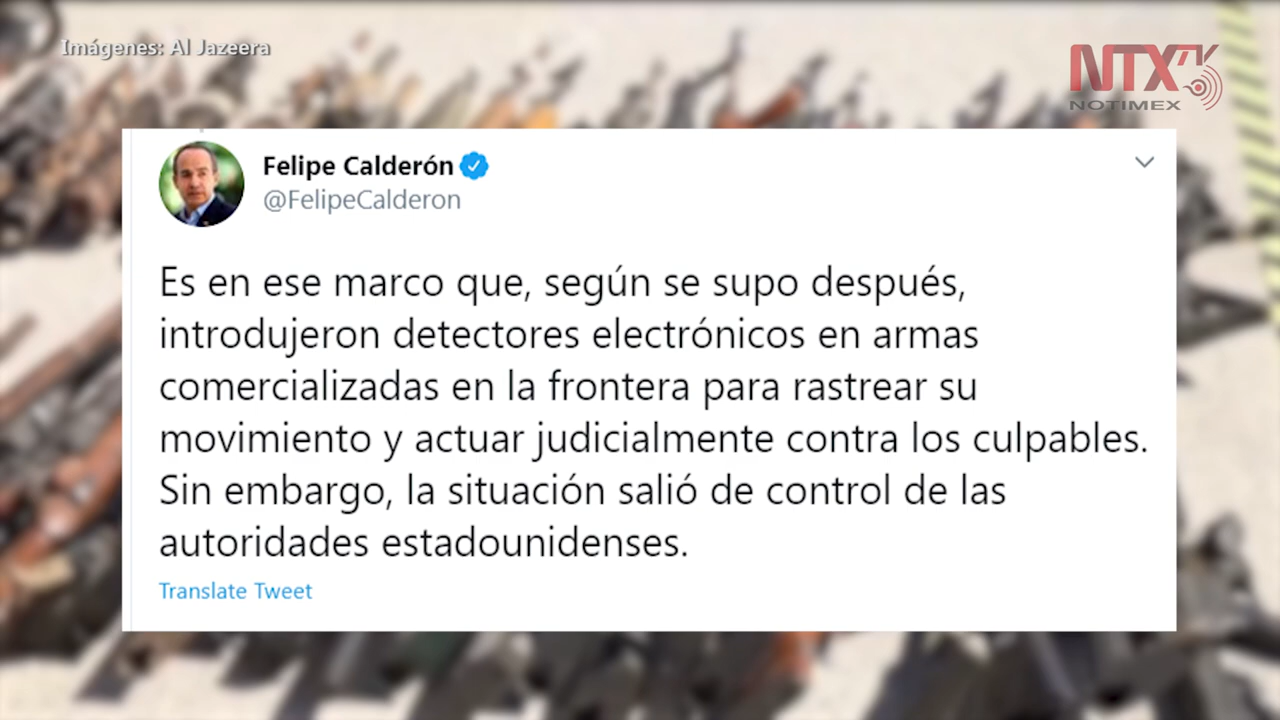 Imágenes: Al Jazeera
NTXTV
NOTIMEX
Felipe Calderón
@FelipeCalderon
Es en ese marco que, según se supo después,
introdujeron detectores electrónicos en armas
comercializadas en la frontera para rastrear su
movimiento y actuar judicialmente contra los culpables.
Sin embargo, la situación salió de control de las
autoridades estadounidenses.
Translate Tweet